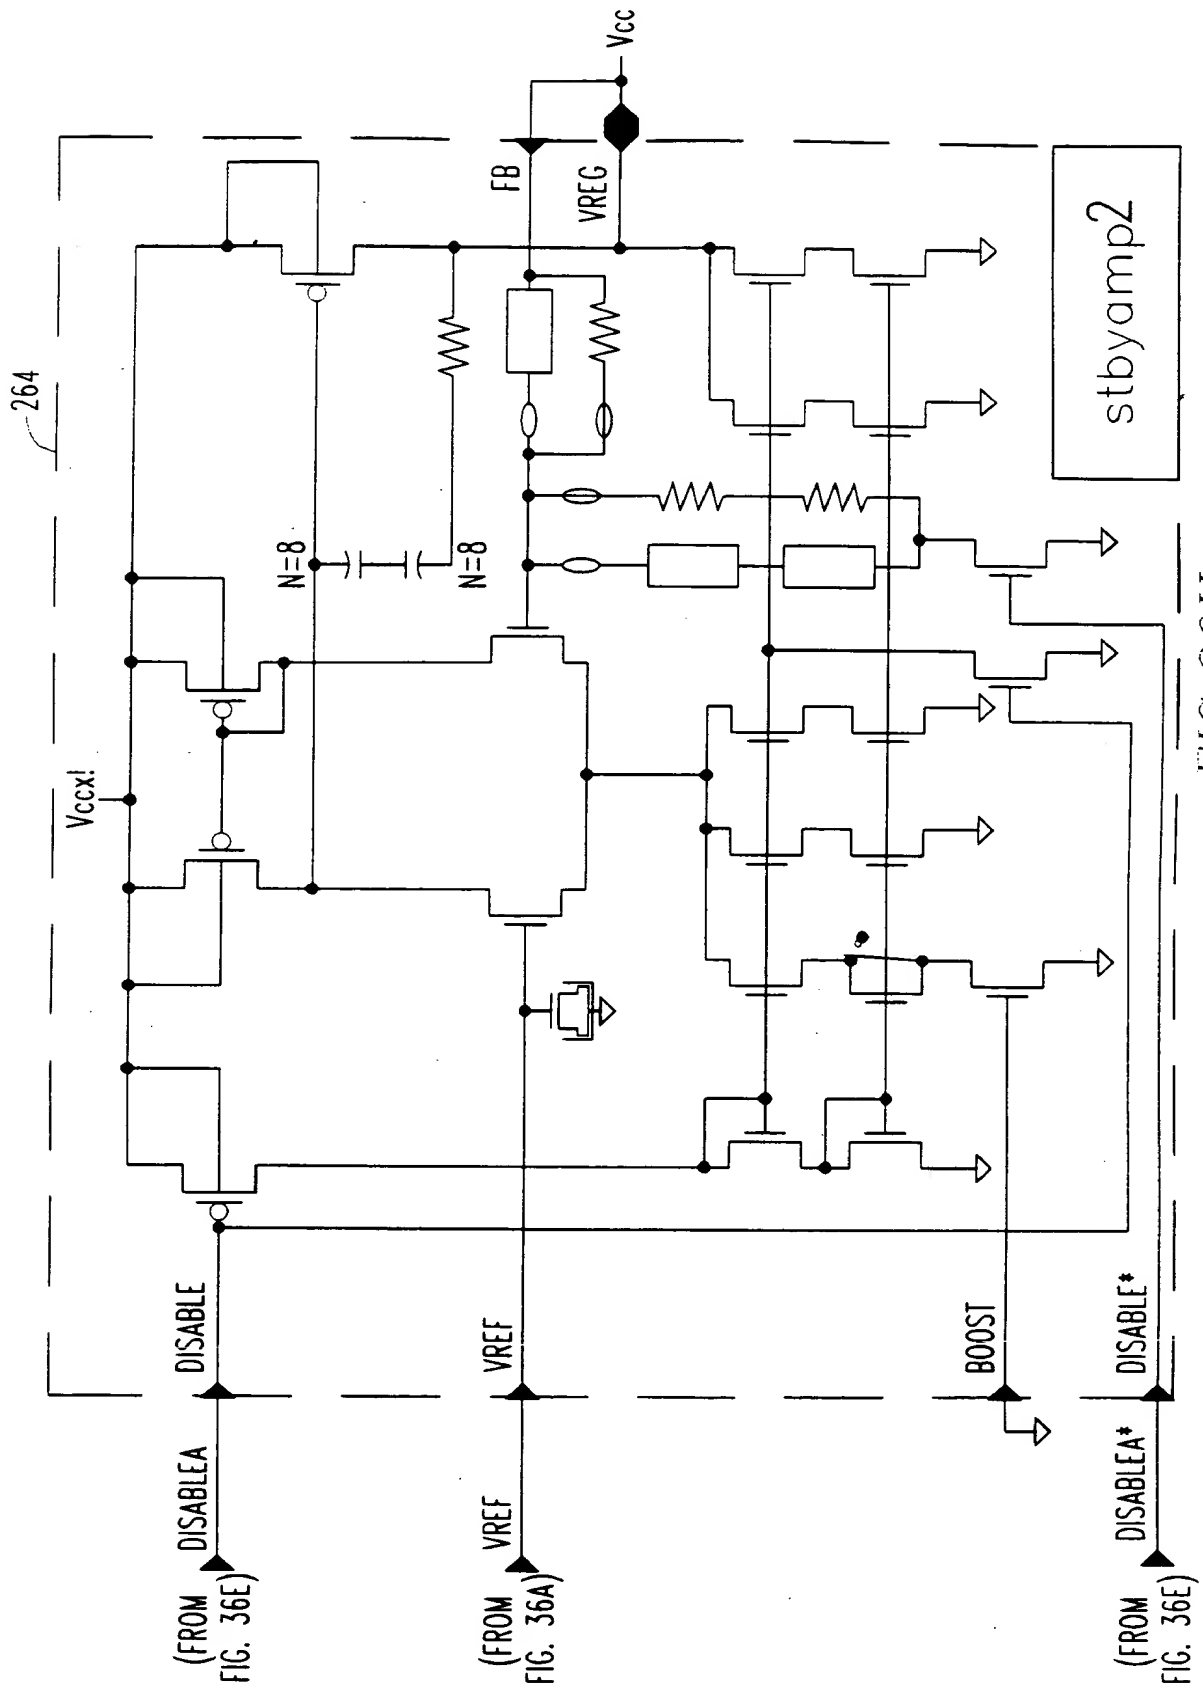 264
Vccx!
Vcc
FB
VREG
N=8
N=8
(FROM
FIG. 36E)
DISABLEA
DISABLE
(FROM
FIG. 36A)
VREF
VREF
BOOST
(FROM
FIG. 36E)
DISABLEA*
DISABLE*
stbyamp2